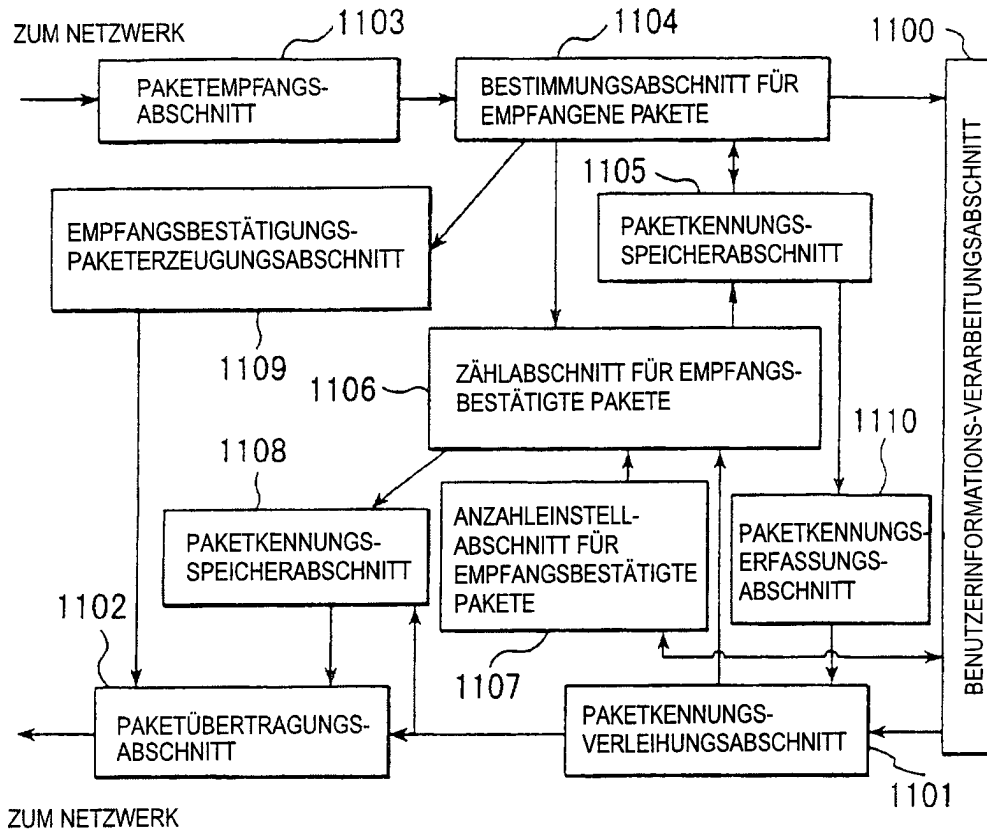 ZUM NETZWERK
1103
1104
1100
PAKETEMPFANGS-
ABSCHNITT
BESTIMMUNGSABSCHNITT FÜR
EMPFANGENE PAKETE
1105
EMPFANGSBESTÄTIGUNGS-
PAKETERZEUGUNGSABSCHNITT
PAKETKENNUNGS-
SPEICHERABSCHNITT
1109
1106
ZÄHLABSCHNITT FÜR EMPFANGS-
BESTÄTIGTE PAKETE
1110
1108
PAKETKENNUNGS-
SPEICHERABSCHNITT
ANZAHLEINSTELL-
ABSCHNITT FÜR
EMPFANGSBESTÄTIGTE
PAKETE
PAKETKENNUNGS-
ERFASSUNGS-
ABSCHNITT
BENUTZERINFORMATIONS-VERARBEITUNGSABSCHNITT
1102
1107
PAKETÜBERTRAGUNGS-
ABSCHNITT
PAKETKENNUNGS-
VERLEIHUNGSABSCHNITT
1101
ZUM NETZWERK